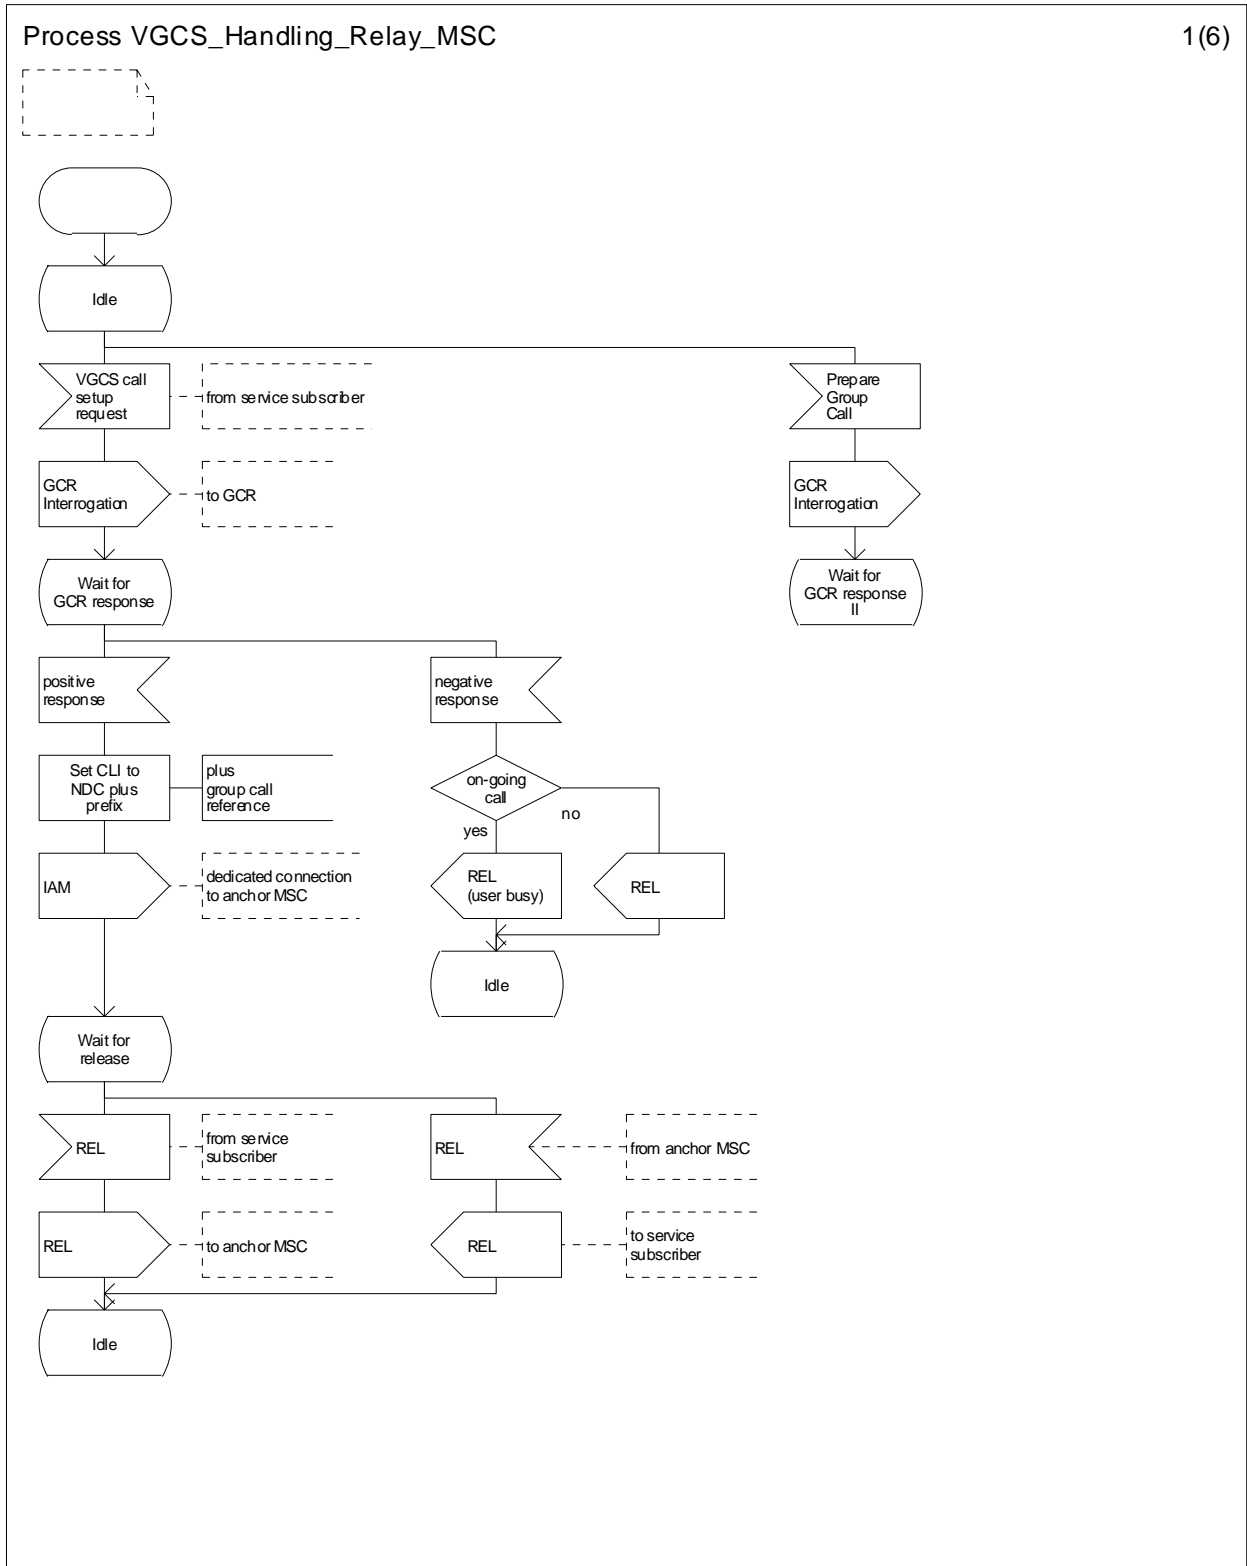 Process VGCS_Handling_Relay_MSC
1(6)
Idle
VGCS call
setup
request
from service subscriber
Prepare
Group
Call
GCR
Interrogation
to GCR
GCR
Interrogation
Wait for
GCR response
Wait for
GCR response
II
positive
response
negative
response
Set CLI to
NDC plus
prefix
plus
group call
reference
on-going
call
no
yes
IAM
dedicated connection
to anchor MSC
REL
(user busy)
REL
Idle
Wait for
release
REL
from service
subscriber
REL
from anchor MSC
REL
to anchor MSC
REL
to service
subscriber
Idle